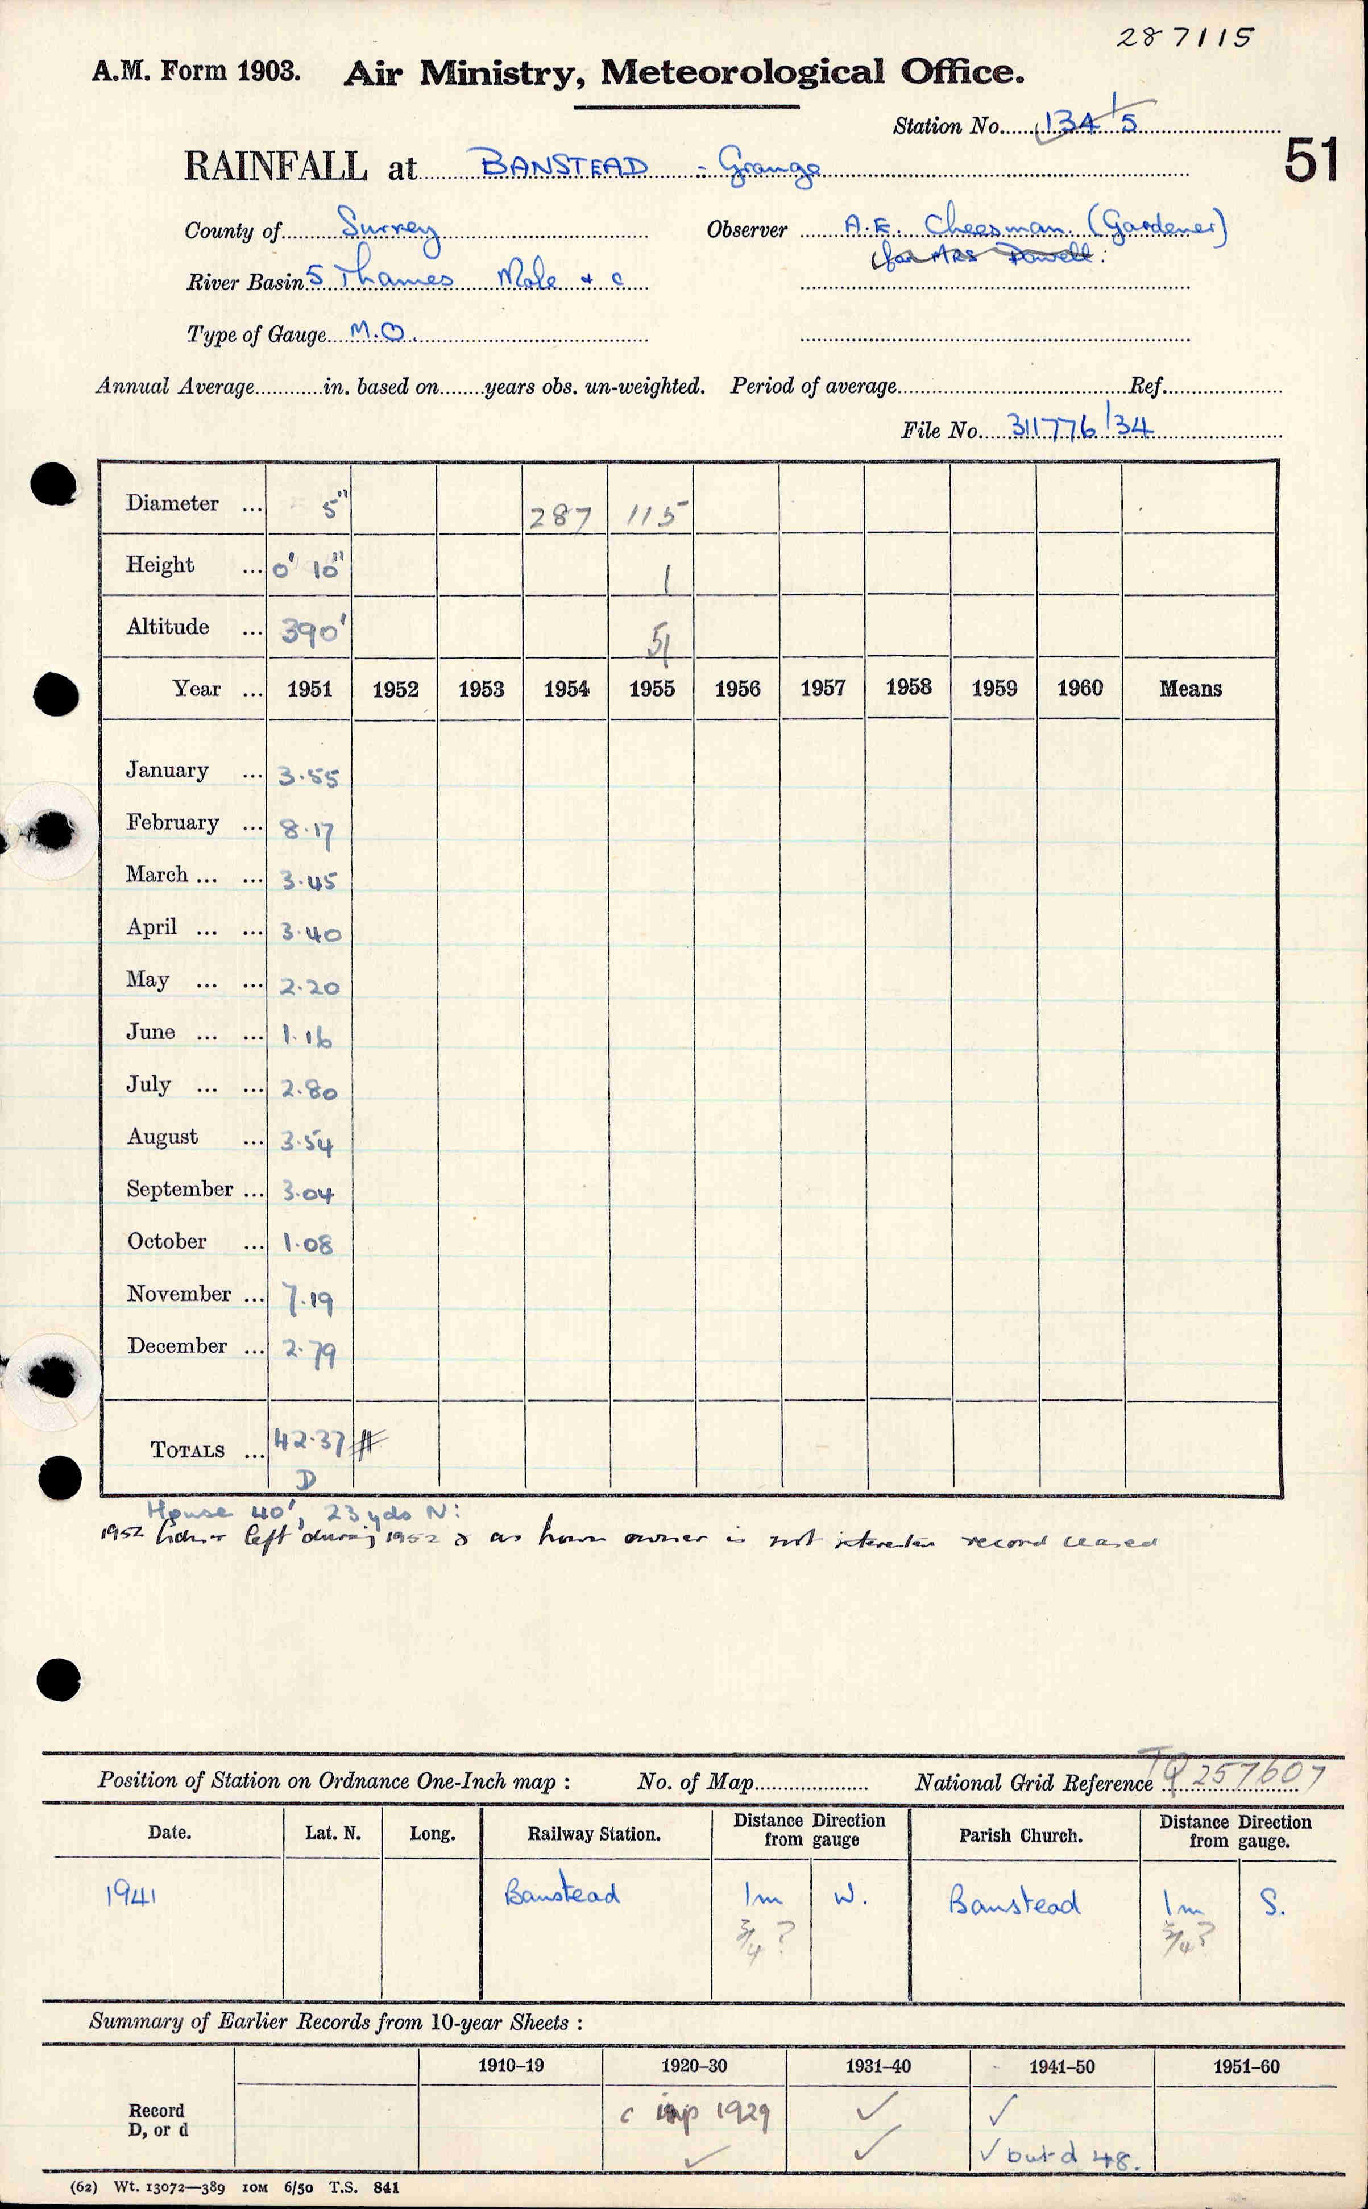 287115
A.M. Form 1903. Air Ministry, Meteorological Office.
Station No. 134/5
51
RAINFALL at BANSTEAD - Grange
County of Surrey Observer A.E. Cheesman (Gardener)
(for Mrs Powell.
River Basin 5 Thames Mole & c
Type of Gauge M.O.
Annual Average in. based on years obs. un-weighted. Period of average Ref.
File No. 311776/34
Diameter ... 5" 287 115
Height ... 0' 10" 1
Altitude ... 390' 51
Year ... 1951 1952 1953 1954 1955 1956 1957 1958 1959 1960 Means
January ... 3.55
February ... 8.17
March ... ... 3.45
April ... ... 3.40
May ... ... 2.20
June ... ... 1.16
July ... ... 2.80
August ... 3.54
September ... 3.04
October ... 1.08
November ... 7.19
December ... 2.79
TOTALS ... 42.37 #
D
House 40', 23 yds N:
1952 left during 1952 & as owner is not record ceased
Position of Station on Ordnance One-Inch map : No. of Map National Grid Reference TQ 257607
Date. Lat. N. Long. Railway Station. Distance Direction from gauge Parish Church. Distance Direction from gauge.
1941 Banstead 1m W. Banstead 1m S.
3/4 ? 3/4 ?
Summary of Earlier Records from 10-year Sheets :
1910-19 1920-30 1931-40 1941-50 1951-60
Record c inp 1929 ✓ ✓
D, or d ✓ ✓ ✓ but d 48.
(62) Wt. 13072—389 10M 6/50 T.S. 841